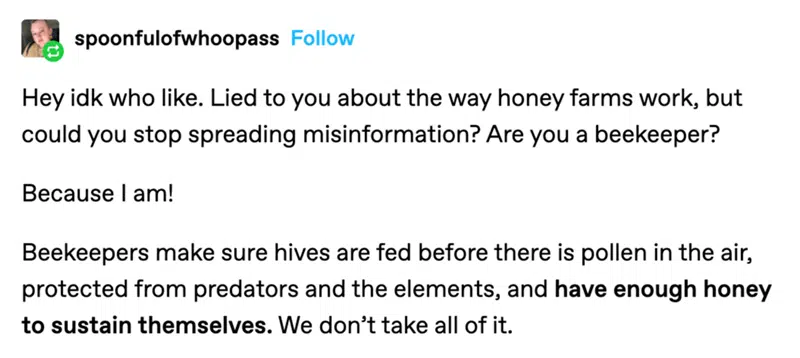 spoonfulofwhoopass Follow
Hey idk who like. Lied to you about the way honey farms work, but
could you stop spreading misinformation? Are you a beekeeper?
Because I am!
Beekeepers make sure hives are fed before there is pollen in the air,
protected from predators and the elements, and have enough honey
to sustain themselves. We don’t take all of it.